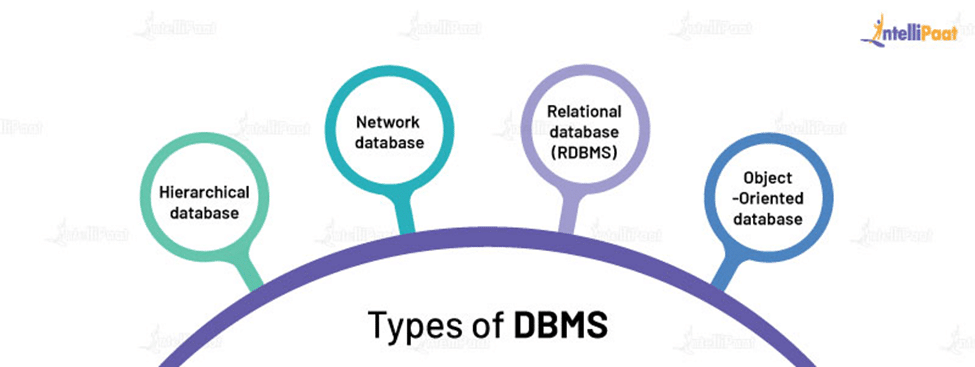 IntelliPaat
Hierarchical
database
Network
database
Relational
database
(RDBMS)
Object
-Oriented
database
Types of DBMS